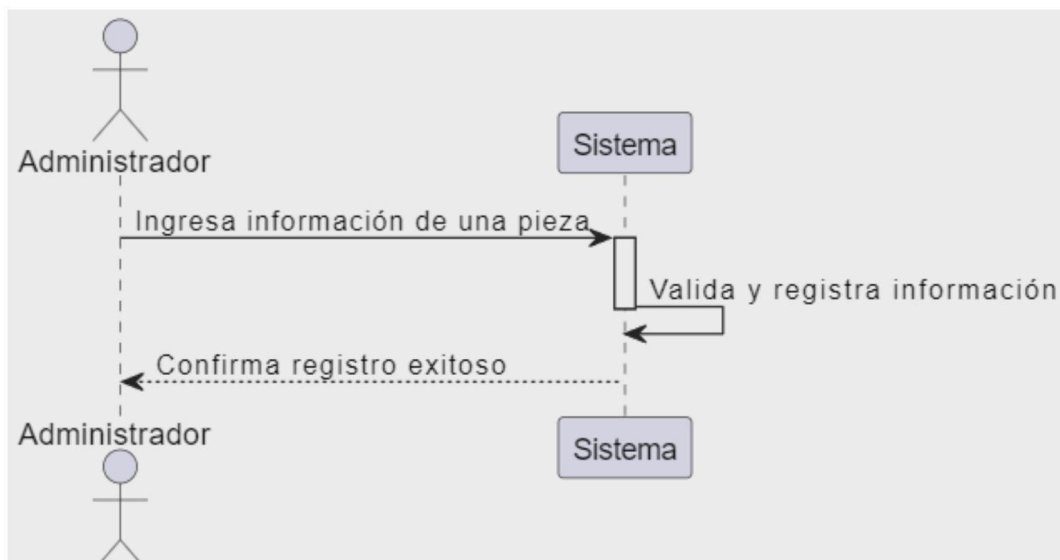 Administrador
Sistema
Ingresa información de una pieza
Valida y registra información
Confirma registro exitoso
Administrador
Sistema